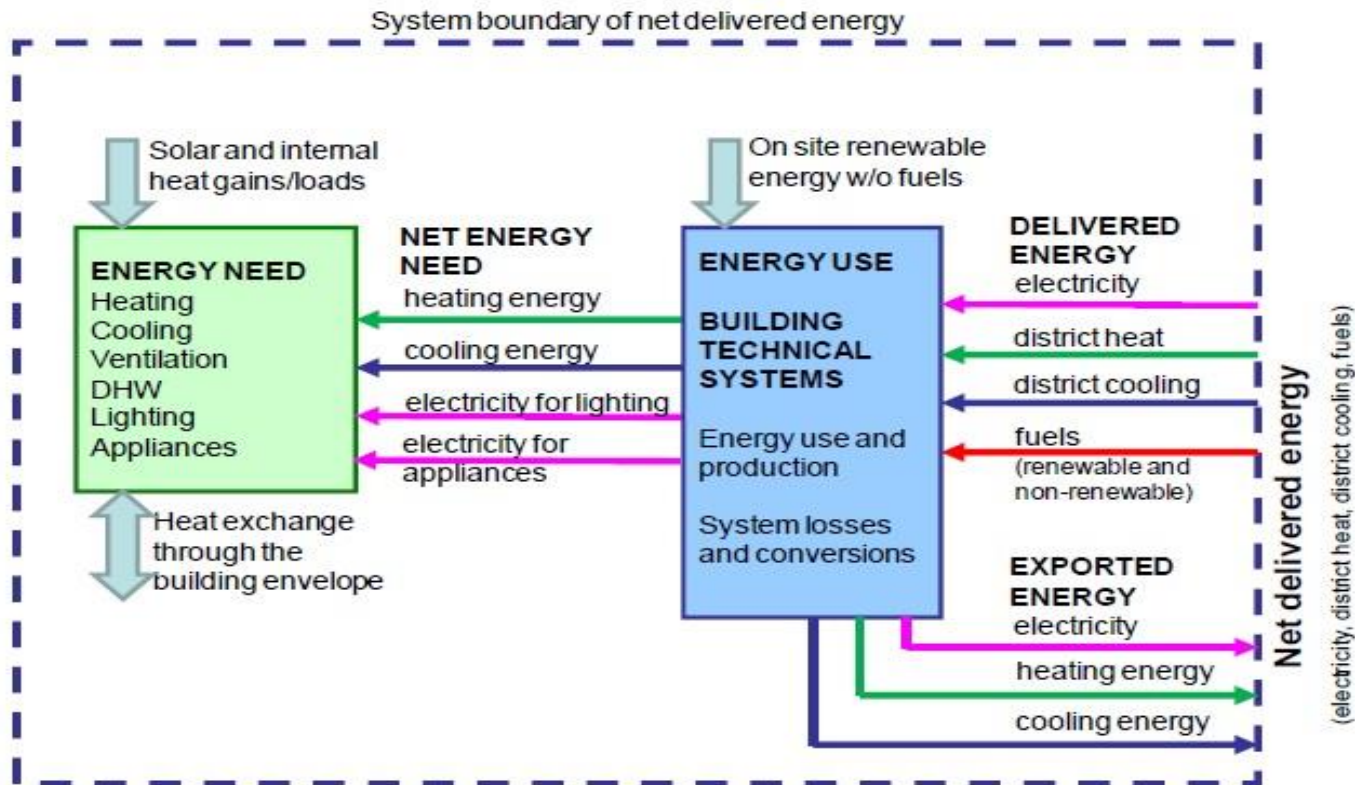 System boundary of net delivered energy
Solar and internal
heat gains/loads
On site renewable
energy w/o fuels
ENERGY NEED
Heating
Cooling
Ventilation
DHW
Lighting
Appliances
Heat exchange
through the
building envelope
NET ENERGY
NEED
heating energy
cooling energy
electricity for lighting
electricity for
appliances
ENERGY USE
BUILDING
TECHNICAL
SYSTEMS
Energy use and
production
System losses
and conversions
DELIVERED
ENERGY
electricity
district heat
district cooling
fuels
(renewable and
non-renewable)
EXPORTED
ENERGY
electricity
heating energy
cooling energy
Net delivered energy
(electricity, district heat, district cooling, fuels)